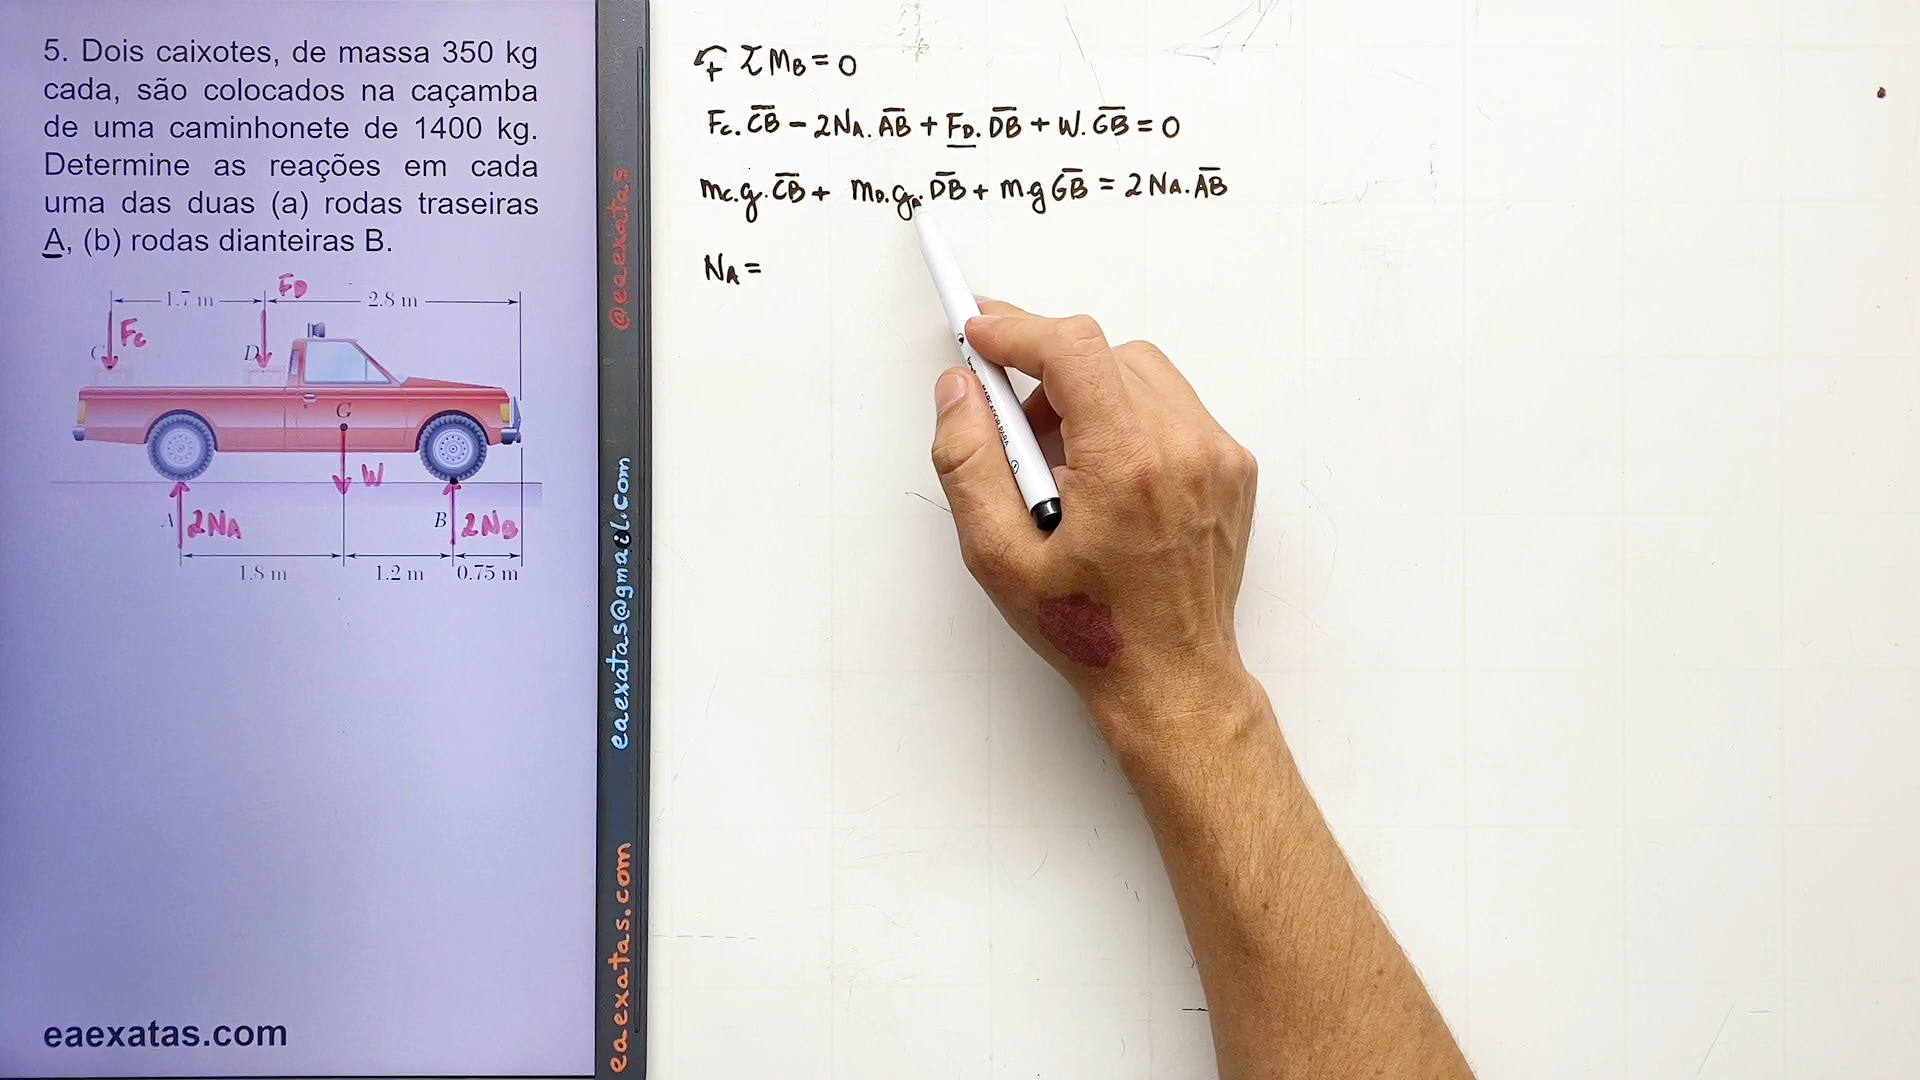 5. Dois caixotes, de massa 350 kg
cada, são colocados na caçamba
de uma caminhonete de 1400 kg.
Determine as reações em cada
uma das duas (a) rodas traseiras
A, (b) rodas dianteiras B.
FD
1.7 m
2.8 m
Fc
C
D
G
W
A
2NA
B
2NB
1.8 m
1.2 m
0.75 m
eaexatas.com
@eaexatas
eaexatas@gmail.com
eaexatas.com
+ ΣMB = 0
Fc. CB̅ - 2NA. AB̅ + FD. DB̅ + W. GB̅ = 0
mc.g. CB̅ + mD.g. DB̅ + mg GB̅ = 2NA. AB̅
NA =
MARCADOR PARA